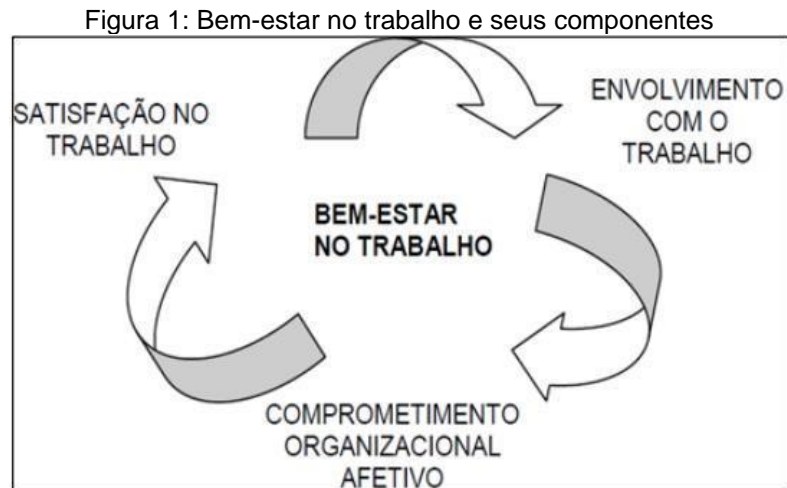 Figura 1: Bem-estar no trabalho e seus componentes
SATISFAÇÃO NO
TRABALHO
ENVOLVIMENTO
COM O
TRABALHO
BEM-ESTAR
NO TRABALHO
COMPROMETIMENTO
ORGANIZACIONAL
AFETIVO